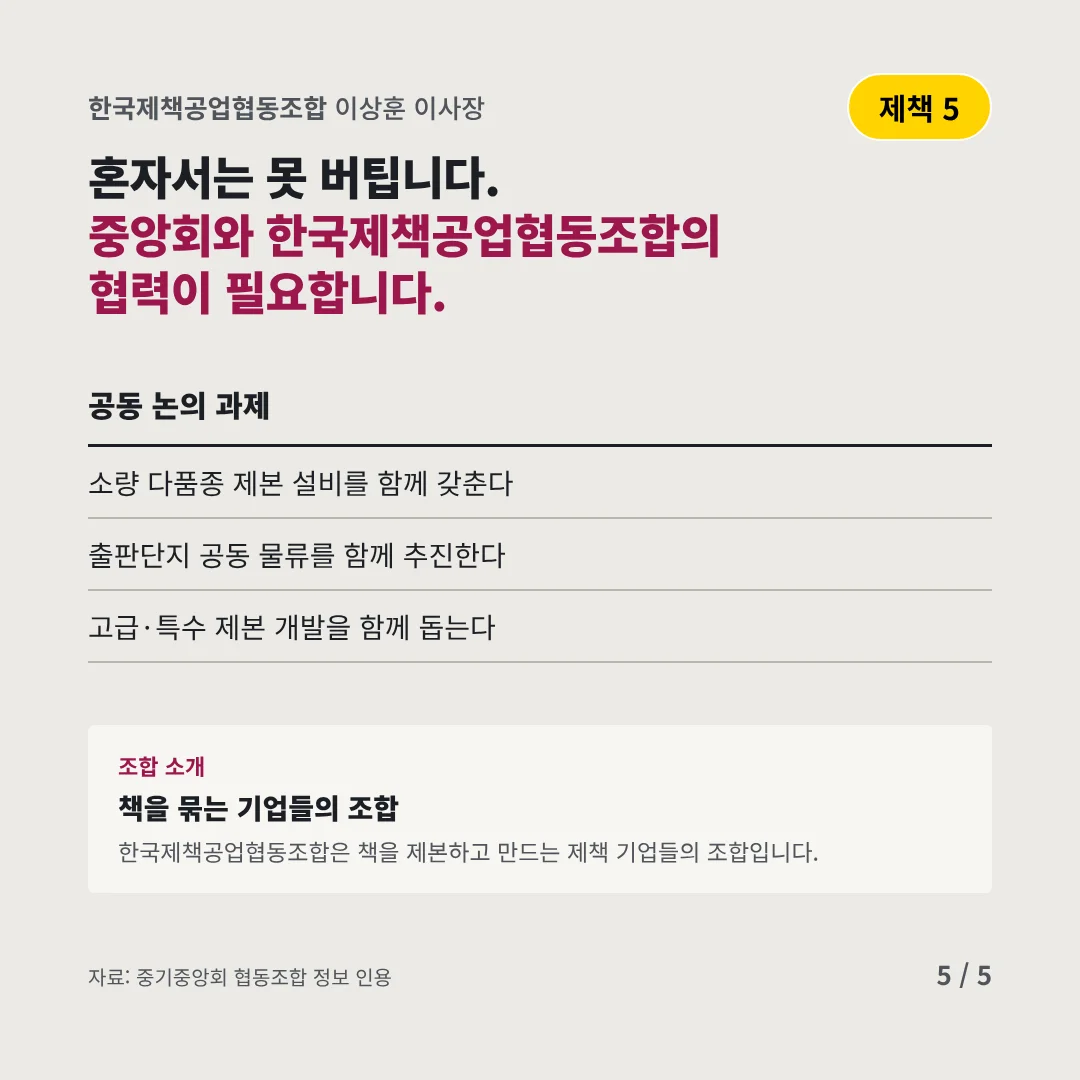 한국제책공업협동조합 이상훈 이사장
제책 5
혼자서는 못 버팁니다.
중앙회와 한국제책공업협동조합의
협력이 필요합니다.
공동 논의 과제
소량 다품종 제본 설비를 함께 갖춘다
출판단지 공동 물류를 함께 추진한다
고급·특수 제본 개발을 함께 돕는다
조합 소개
책을 묶는 기업들의 조합
한국제책공업협동조합은 책을 제본하고 만드는 제책 기업들의 조합입니다.
자료: 중기중앙회 협동조합 정보 인용
5 / 5